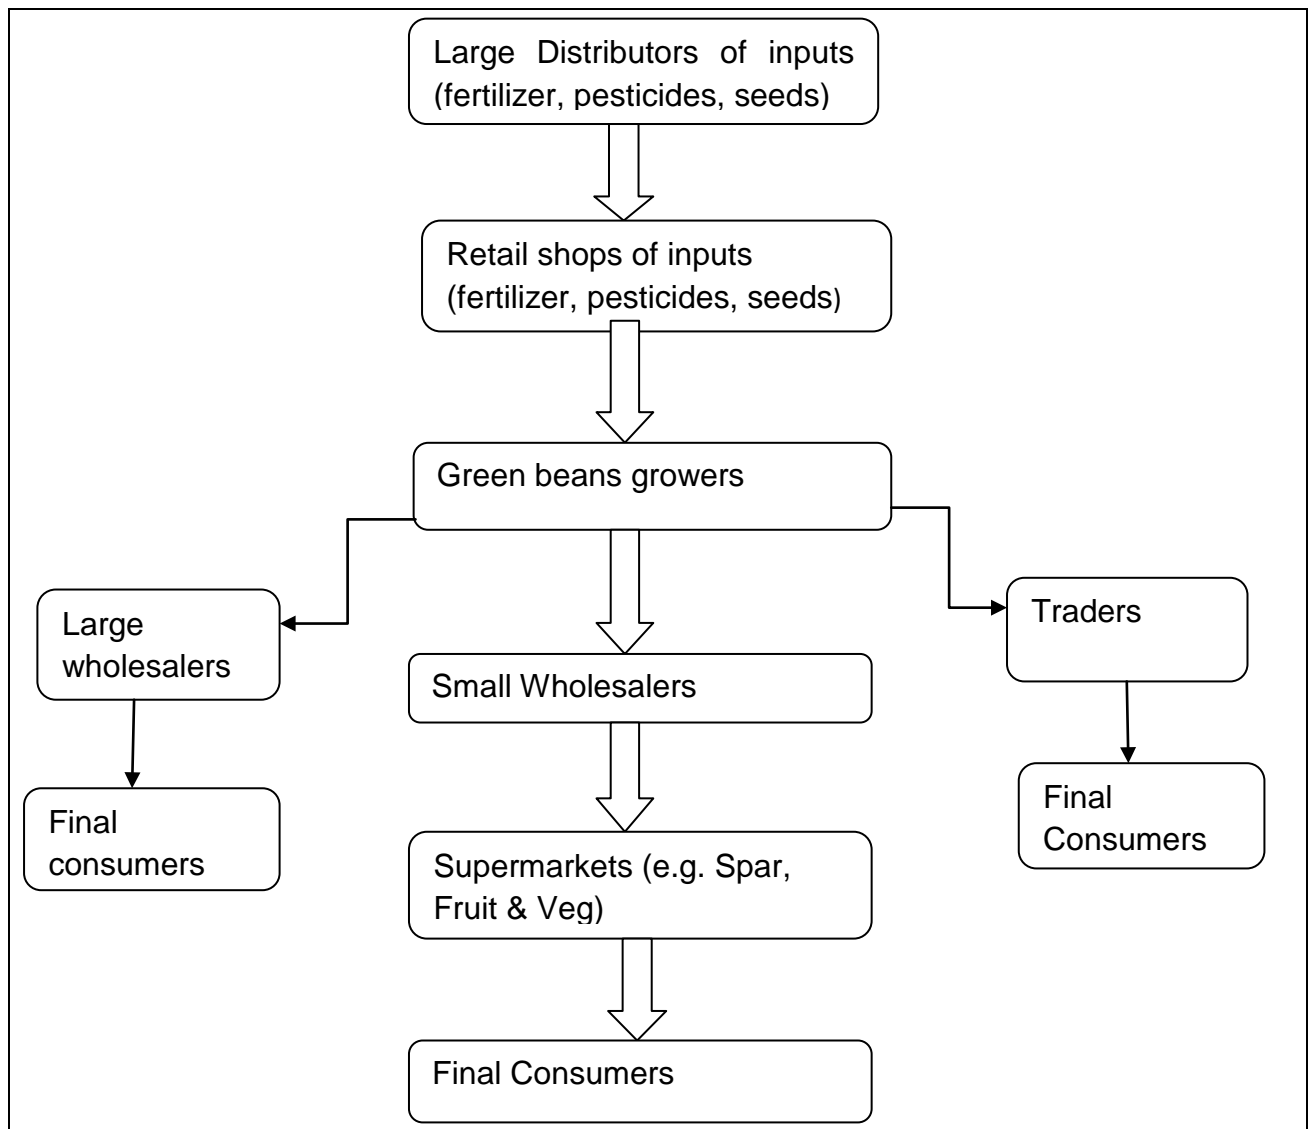 Large Distributors of inputs
(fertilizer, pesticides, seeds)
Retail shops of inputs
(fertilizer, pesticides, seeds)
Green beans growers
Large
wholesalers
Traders
Small Wholesalers
Final
consumers
Final
Consumers
Supermarkets (e.g. Spar,
Fruit & Veg)
Final Consumers